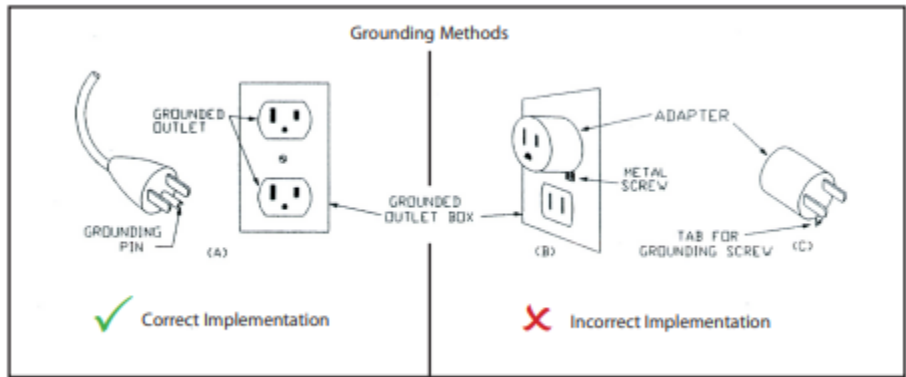 Grounding Methods
GROUNDED
OUTLET
GROUNDING
PIN
(A)
GROUNDED
OUTLET BOX
ADAPTER
METAL
SCREW
(B)
TAB FOR
GROUNDING SCREW
(C)
Correct Implementation
Incorrect Implementation